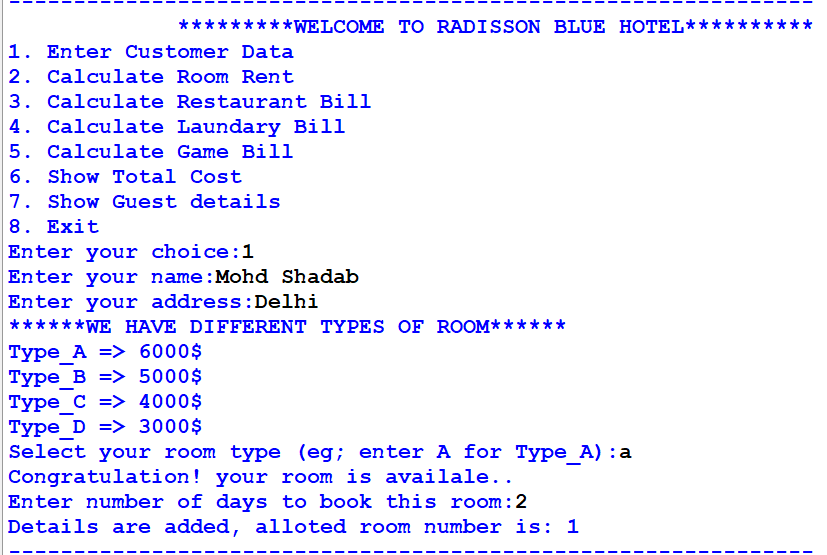 *********WELCOME TO RADISSON BLUE HOTEL**********
1. Enter Customer Data
2. Calculate Room Rent
3. Calculate Restaurant Bill
4. Calculate Laundary Bill
5. Calculate Game Bill
6. Show Total Cost
7. Show Guest details
8. Exit
Enter your choice:1
Enter your name:Mohd Shadab
Enter your address:Delhi
******WE HAVE DIFFERENT TYPES OF ROOM******
Type_A => 6000$
Type_B => 5000$
Type_C => 4000$
Type_D => 3000$
Select your room type (eg; enter A for Type_A):a
Congratulation! your room is availale..
Enter number of days to book this room:2
Details are added, alloted room number is: 1